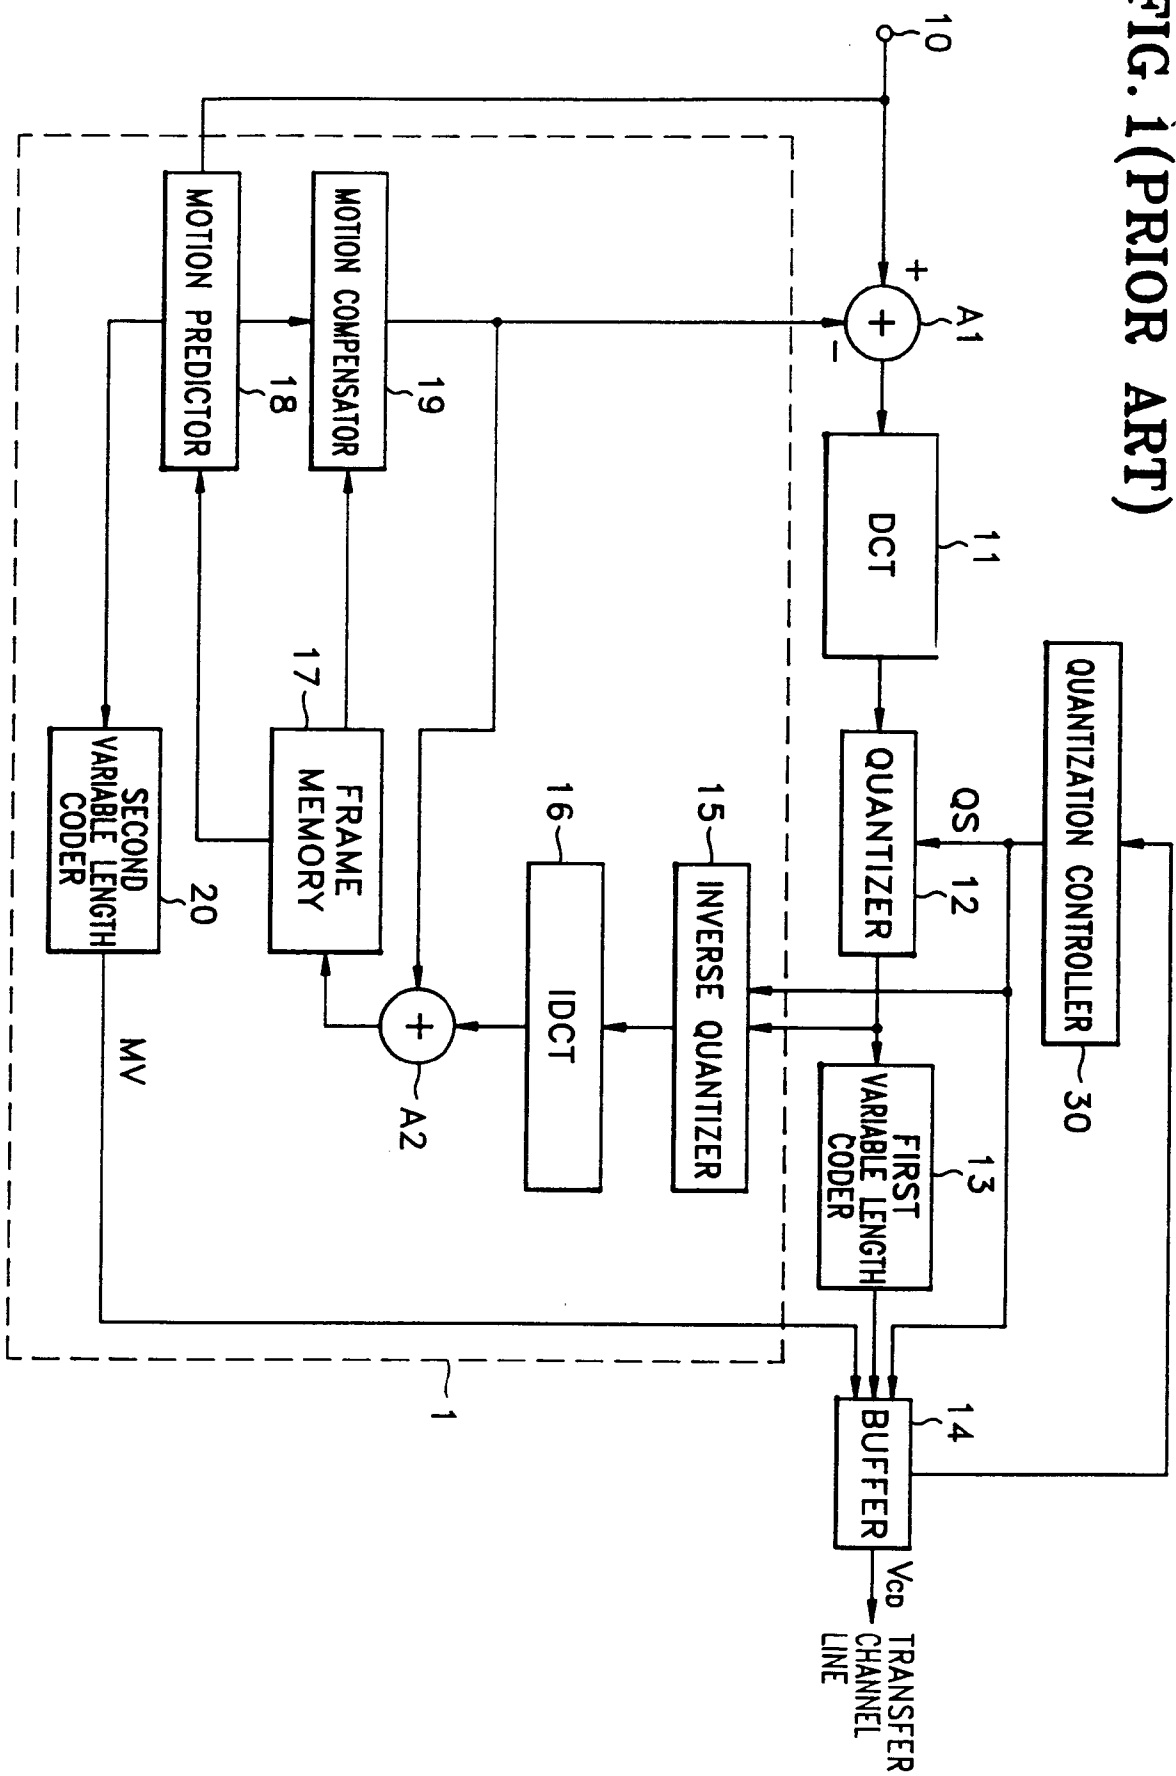 FIG. 1(PRIOR ART)
10
+
A1
+
−
DCT
11
QUANTIZATION CONTROLLER
30
QS
QUANTIZER
12
FIRST
VARIABLE LENGTH
CODER
13
BUFFER
14
VCD
TRANSFER
CHANNEL
LINE
INVERSE QUANTIZER
15
IDCT
16
+
A2
FRAME
MEMORY
17
MOTION COMPENSATOR
19
MOTION PREDICTOR
18
SECOND
VARIABLE LENGTH
CODER
20
MV
1